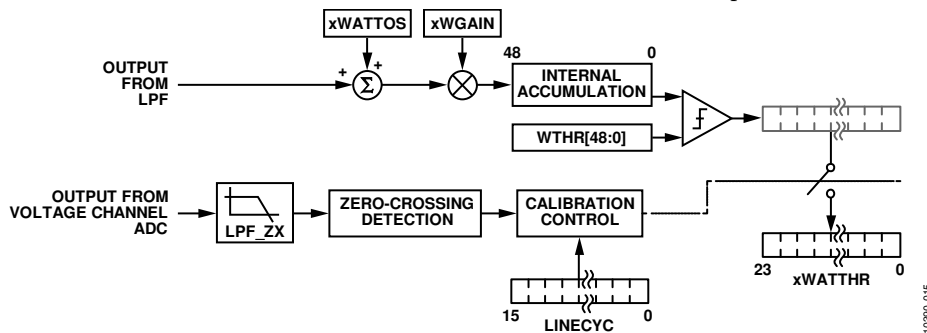 xWATTOS
xWGAIN
OUTPUT
FROM
LPF
+
+
Σ
48
0
INTERNAL
ACCUMULATION
WTHR[48:0]
OUTPUT FROM
VOLTAGE CHANNEL
ADC
LPF_ZX
ZERO-CROSSING
DETECTION
CALIBRATION
CONTROL
15
0
LINECYC
23
0
xWATTHR